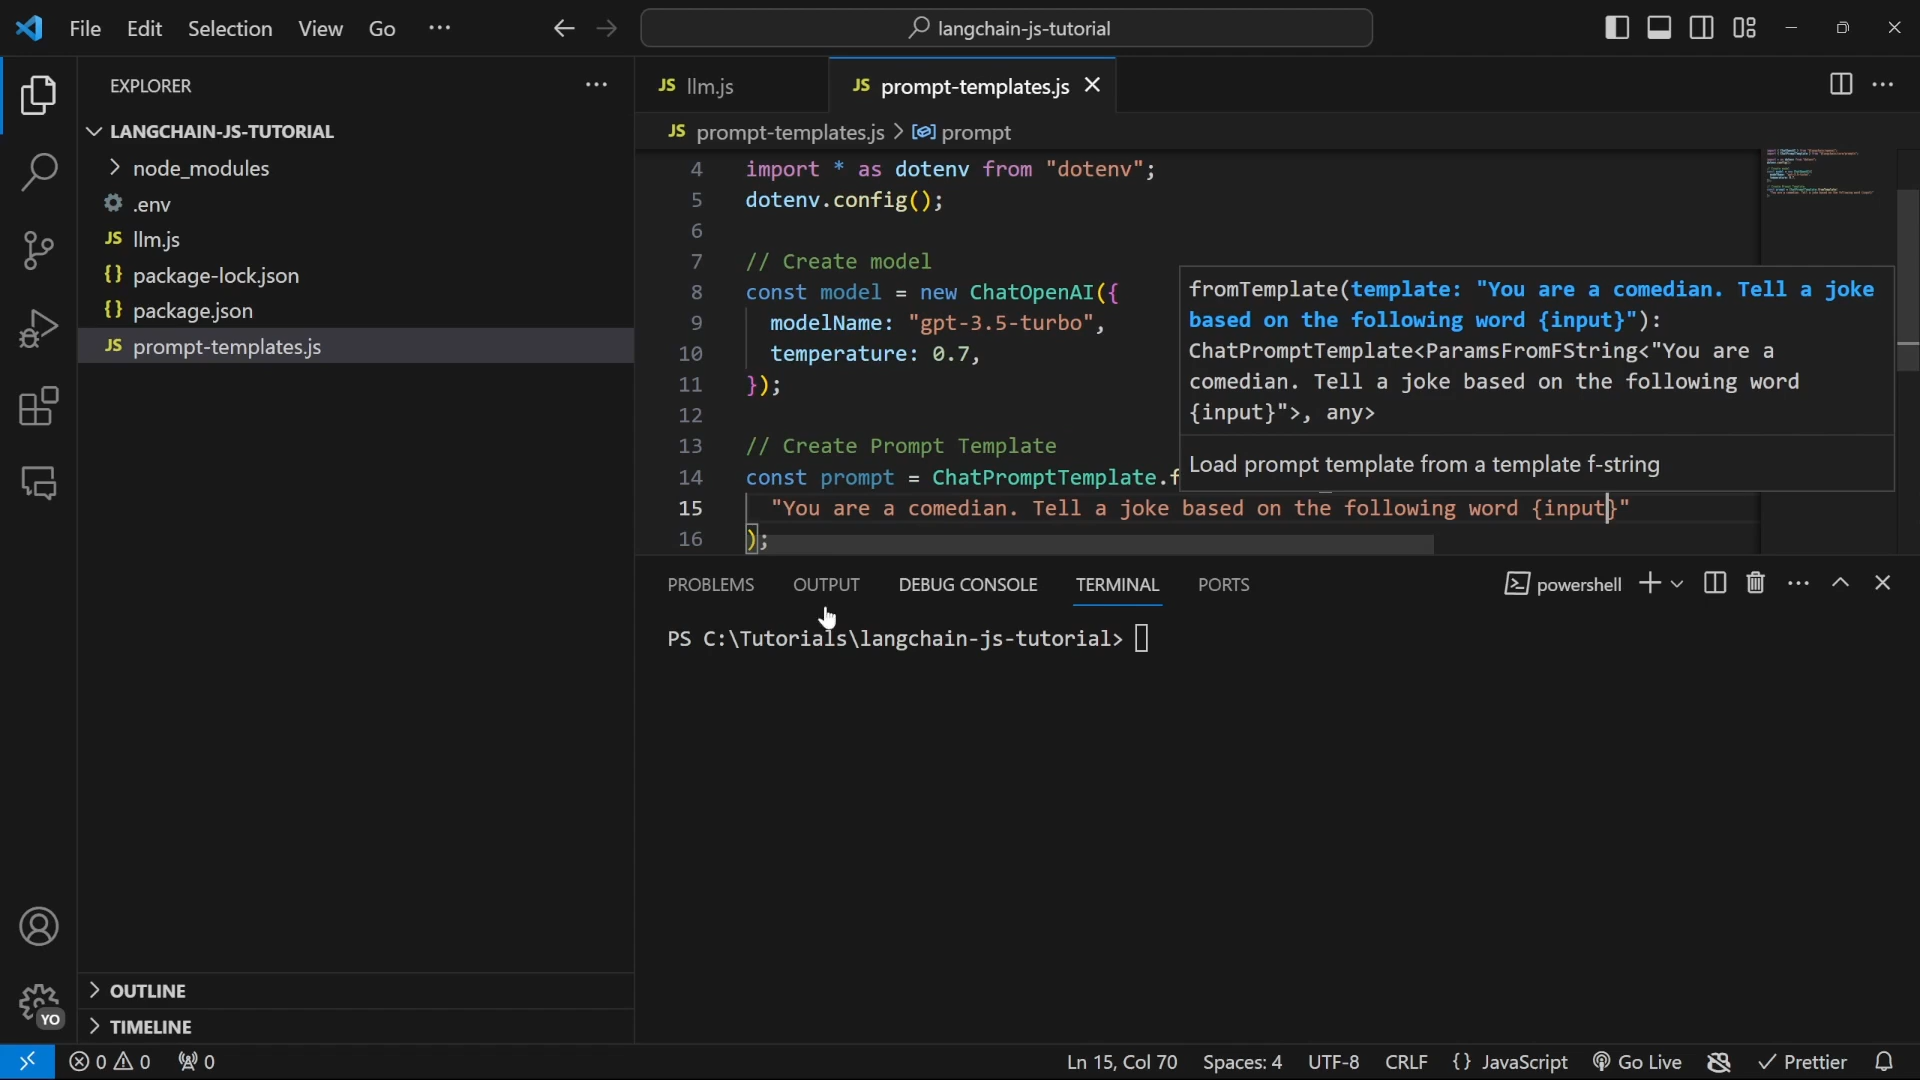 File Edit Selection View Go ··· langchain-js-tutorial
EXPLORER ···
LANGCHAIN-JS-TUTORIAL
node_modules
.env
JS llm.js
{} package-lock.json
{} package.json
JS prompt-templates.js
OUTLINE
TIMELINE
JS llm.js JS prompt-templates.js
JS prompt-templates.js > prompt
4 import * as dotenv from "dotenv";
5 dotenv.config();
6
7 // Create model
8 const model = new ChatOpenAI({
9 modelName: "gpt-3.5-turbo",
10 temperature: 0.7,
11 });
12
13 // Create Prompt Template
14 const prompt = ChatPromptTemplate.f
15 "You are a comedian. Tell a joke based on the following word {input}"
16 );
fromTemplate(template: "You are a comedian. Tell a joke
based on the following word {input}"):
ChatPromptTemplate<ParamsFromFString<"You are a
comedian. Tell a joke based on the following word
{input}">, any>
Load prompt template from a template f-string
PROBLEMS OUTPUT DEBUG CONSOLE TERMINAL PORTS powershell
PS C:\Tutorials\langchain-js-tutorial>
YO
0 0 0 Ln 15, Col 70 Spaces: 4 UTF-8 CRLF {} JavaScript Go Live Prettier